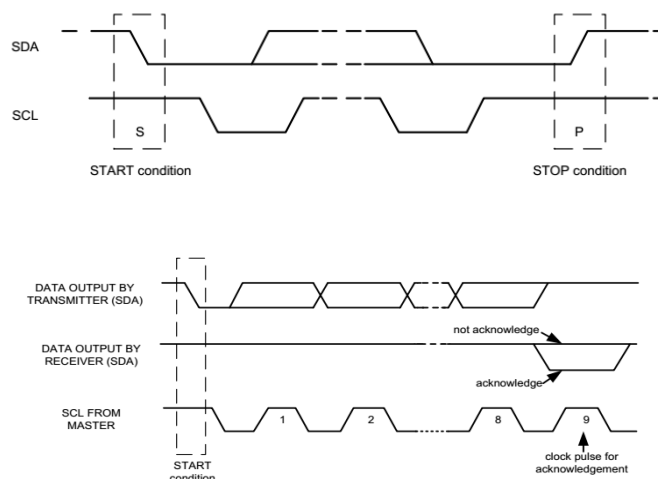 SDA
SCL
S
P
START condition
STOP condition
DATA OUTPUT BY
TRANSMITTER (SDA)
not acknowledge
DATA OUTPUT BY
RECEIVER (SDA)
acknowledge
SCL FROM
MASTER
1
2
8
9
START
condition
clock pulse for
acknowledgement